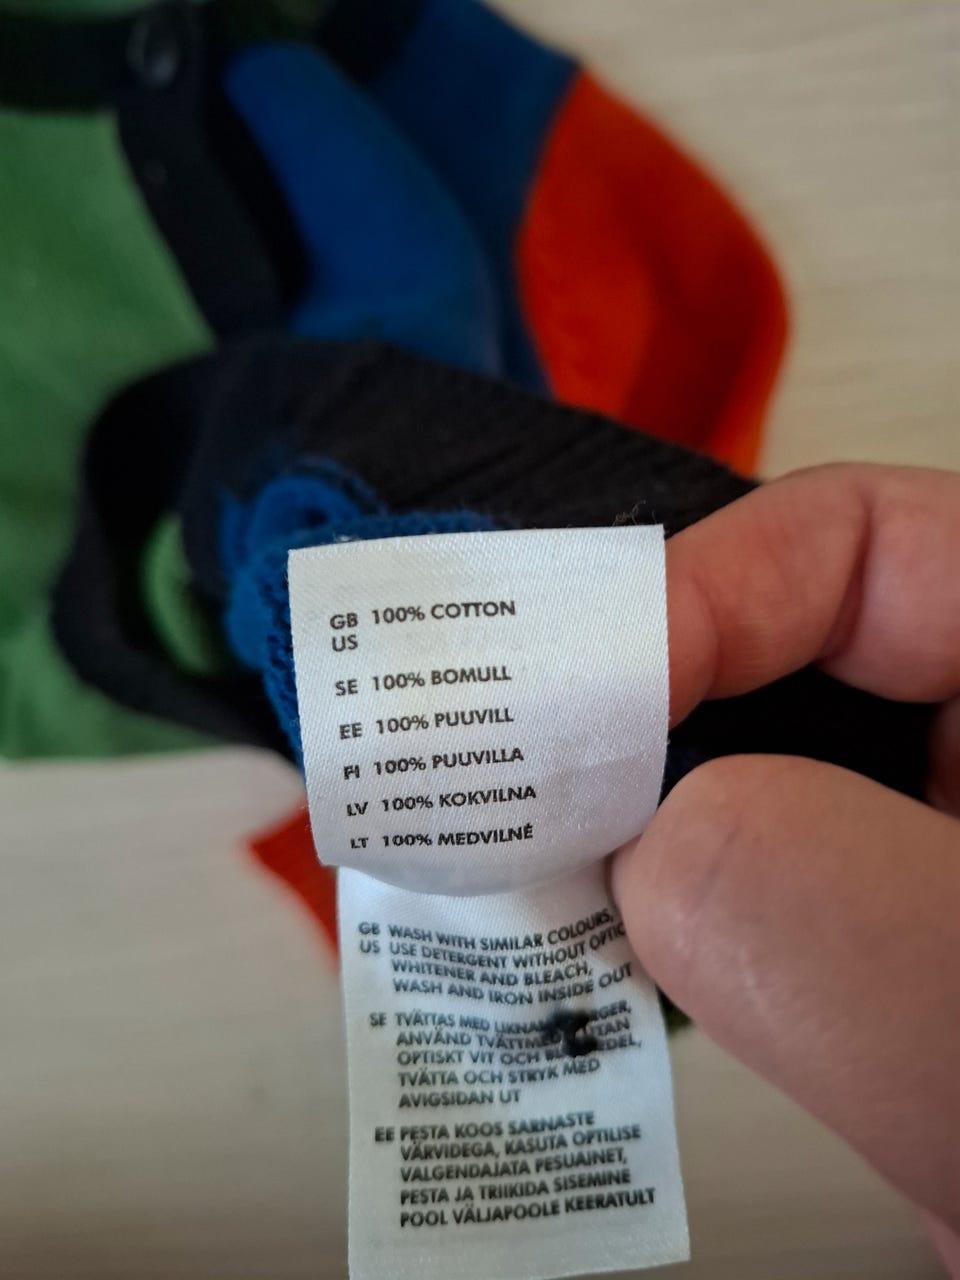 GB 100% COTTON
US
SE 100% BOMULL
EE 100% PUUVILL
FI 100% PUUVILLA
LV 100% KOKVILNA
LT 100% MEDVILNĖ
GB WASH WITH SIMILAR COLOURS,
US USE DETERGENT WITHOUT
WHITENER AND BLEACH,
WASH AND IRON INSIDE OUT
SE TVÄTTAS MED
ANVÄND UTAN
OPTISKT VIT OCH
TVÄTTA OCH STRYK MED
AVIGSIDAN UT
EE PESTA KOOS SARNASTE
VÄRVIDEGA, KASUTA OPTILISE
VALGENDAJATA PESUAINET,
PESTA JA TRIIKIDA SISEMINE
POOL VÄLJAPOOLE KEERATULT